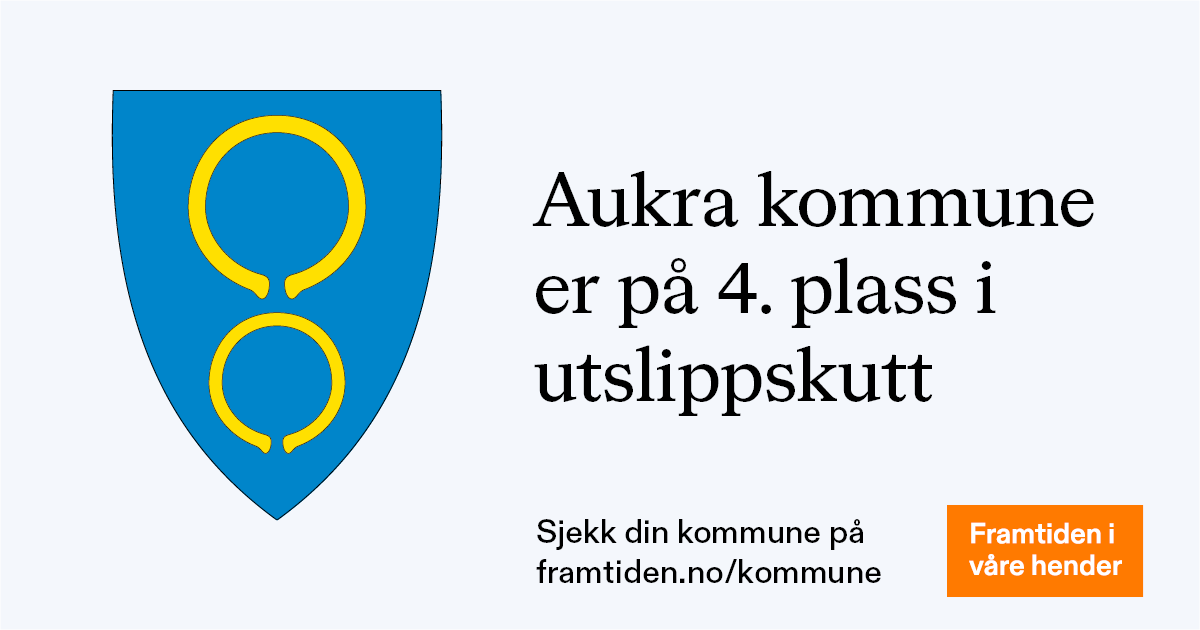 Aukra kommune
er på 4. plass i
utslippskutt
Sjekk din kommune på
framtiden.no/kommune
Framtiden i
våre hender